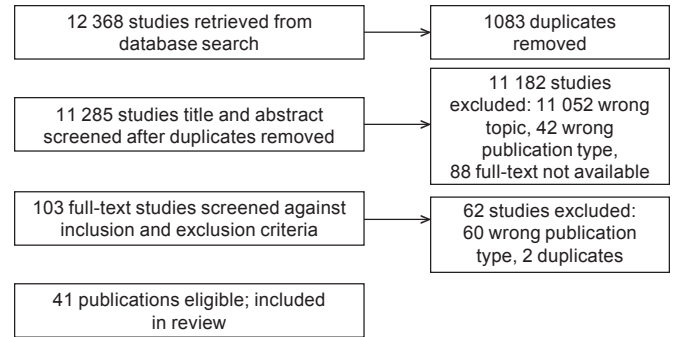 12 368 studies retrieved from
database search
1083 duplicates
removed
11 285 studies title and abstract
screened after duplicates removed
11 182 studies
excluded: 11 052 wrong
topic, 42 wrong
publication type,
88 full-text not available
103 full-text studies screened against
inclusion and exclusion criteria
62 studies excluded:
60 wrong publication
type, 2 duplicates
41 publications eligible; included
in review